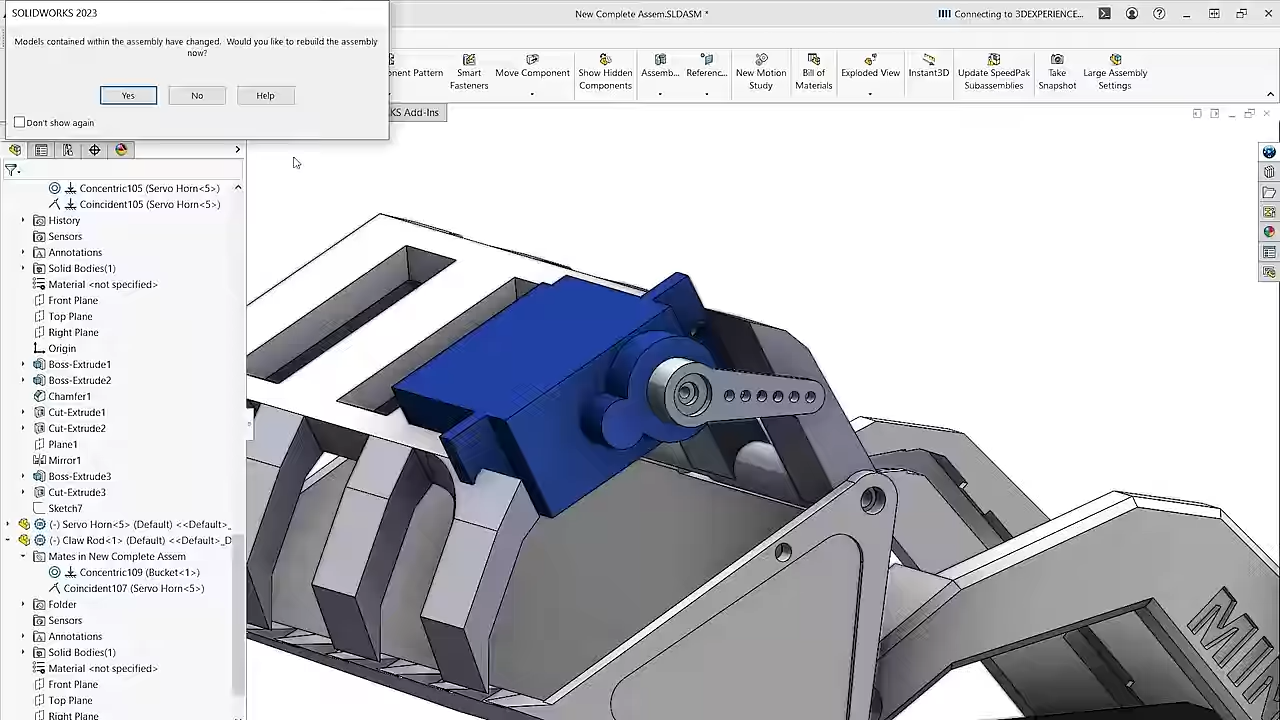 SOLIDWORKS 2023
New Complete Assem.SLDASM *
Connecting to 3DEXPERIENCE...
Models contained within the assembly have changed. Would you like to rebuild the assembly
now?
Yes
No
Help
Don't show again
nent Pattern
Smart
Fasteners
Move Component
Show Hidden
Components
Assemb...
Referenc...
New Motion
Study
Bill of
Materials
Exploded View
Instant3D
Update SpeedPak
Subassemblies
Take
Snapshot
Large Assembly
Settings
KS Add-Ins
Concentric105 (Servo Horn<5>)
Coincident105 (Servo Horn<5>)
History
Sensors
Annotations
Solid Bodies(1)
Material <not specified>
Front Plane
Top Plane
Right Plane
Origin
Boss-Extrude1
Boss-Extrude2
Chamfer1
Cut-Extrude1
Cut-Extrude2
Plane1
Mirror1
Boss-Extrude3
Cut-Extrude3
Sketch7
(-) Servo Horn<5> (Default) <<Default>_
(-) Claw Rod<1> (Default) <<Default>_D
Mates in New Complete Assem
Concentric109 (Bucket<1>)
Coincident107 (Servo Horn<5>)
Folder
Sensors
Annotations
Solid Bodies(1)
Material <not specified>
Front Plane
Top Plane
Right Plane
MIN